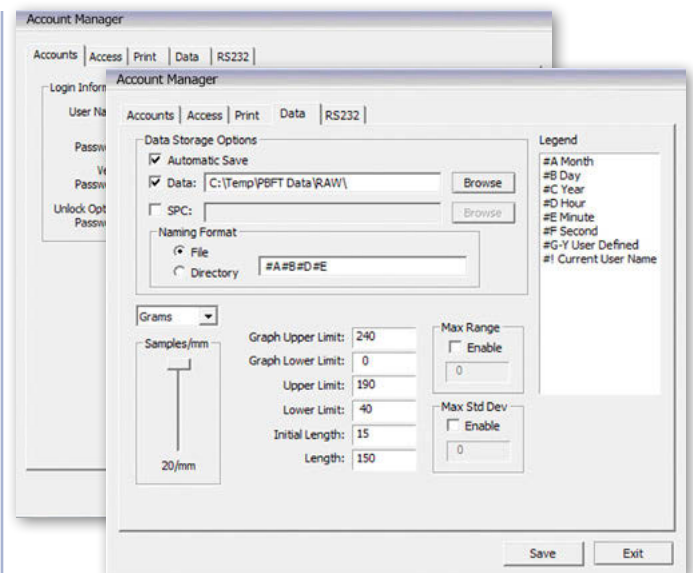 Account Manager
Accounts Access Print Data RS232
Login Inform
User Na
Passw
Ve
Passw
Unlock Opt
Passw
Account Manager
Accounts Access Print Data RS232
Data Storage Options
Automatic Save
Data: C:\Temp\PBFT Data\RAW\ Browse
SPC: Browse
Naming Format
File
Directory #A#B#D#E
Legend
#A Month
#B Day
#C Year
#D Hour
#E Minute
#F Second
#G-Y User Defined
#! Current User Name
Grams
Samples/mm
20/mm
Graph Upper Limit: 240
Graph Lower Limit: 0
Upper Limit: 190
Lower Limit: 40
Initial Length: 15
Length: 150
Max Range
Enable
0
Max Std Dev
Enable
0
Save Exit